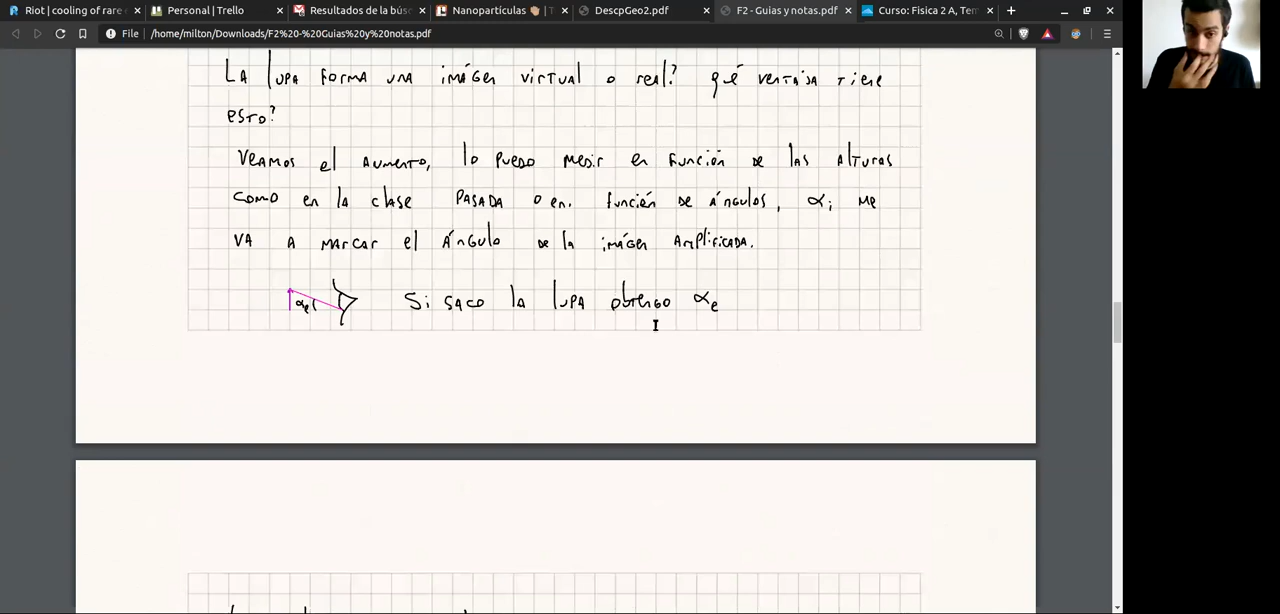 Riot | cooling of rare e
Personal | Trello
Resultados de la bús
Nanopartículas 👋🏼 | T
DescpGeo2.pdf
F2 - Guias y notas.pdf
Curso: Fisica 2 A, Tem
File | /home/milton/Downloads/F2%20-%20Guias%20y%20notas.pdf
La lupa forma una imágen virtual o real? qué ventaja tiene
esto?
Veamos el aumento, lo puedo medir en función de las alturas
como en la clase pasada o en. función de ángulos, αi me
va a marcar el ángulo de la imágen amplificada.
αe Si saco la lupa obtengo αe